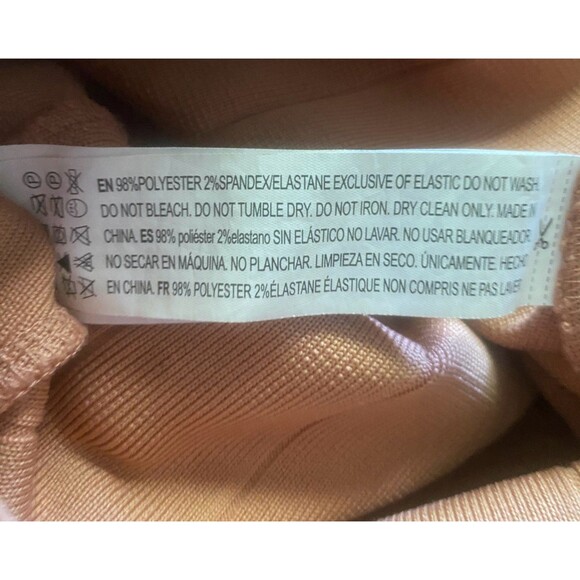 EN 98%POLYESTER 2%SPANDEX/ELASTANE EXCLUSIVE OF ELASTIC DO NOT WASH.
DO NOT BLEACH. DO NOT TUMBLE DRY. DO NOT IRON. DRY CLEAN ONLY. MADE IN
CHINA. ES 98% poliéster 2%elastano SIN ELÁSTICO NO LAVAR. NO USAR BLANQUEADOR.
NO SECAR EN MÁQUINA. NO PLANCHAR. LIMPIEZA EN SECO. ÚNICAMENTE. HECHO
EN CHINA. FR 98% POLYESTER 2%ÉLASTANE ÉLASTIQUE NON COMPRIS NE PAS LAVER